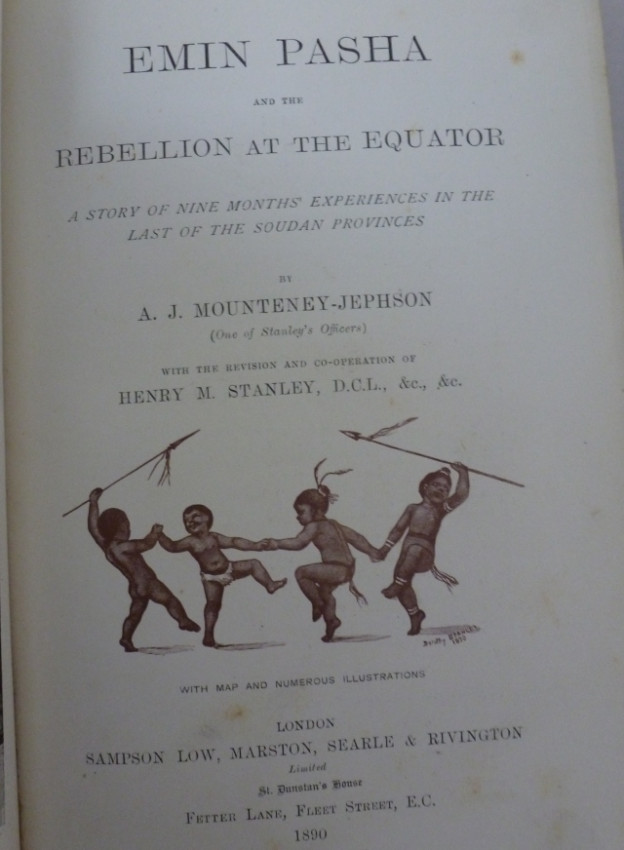 EMIN PASHA
AND THE
REBELLION AT THE EQUATOR
A STORY OF NINE MONTHS' EXPERIENCES IN THE
LAST OF THE SOUDAN PROVINCES
BY
A. J. MOUNTENEY-JEPHSON
(One of Stanley's Officers)
WITH THE REVISION AND CO-OPERATION OF
HENRY M. STANLEY, D.C.L., &c., &c.
WITH MAP AND NUMEROUS ILLUSTRATIONS
LONDON
SAMPSON LOW, MARSTON, SEARLE & RIVINGTON
Limited
St. Dunstan's House
FETTER LANE, FLEET STREET, E.C.
1890